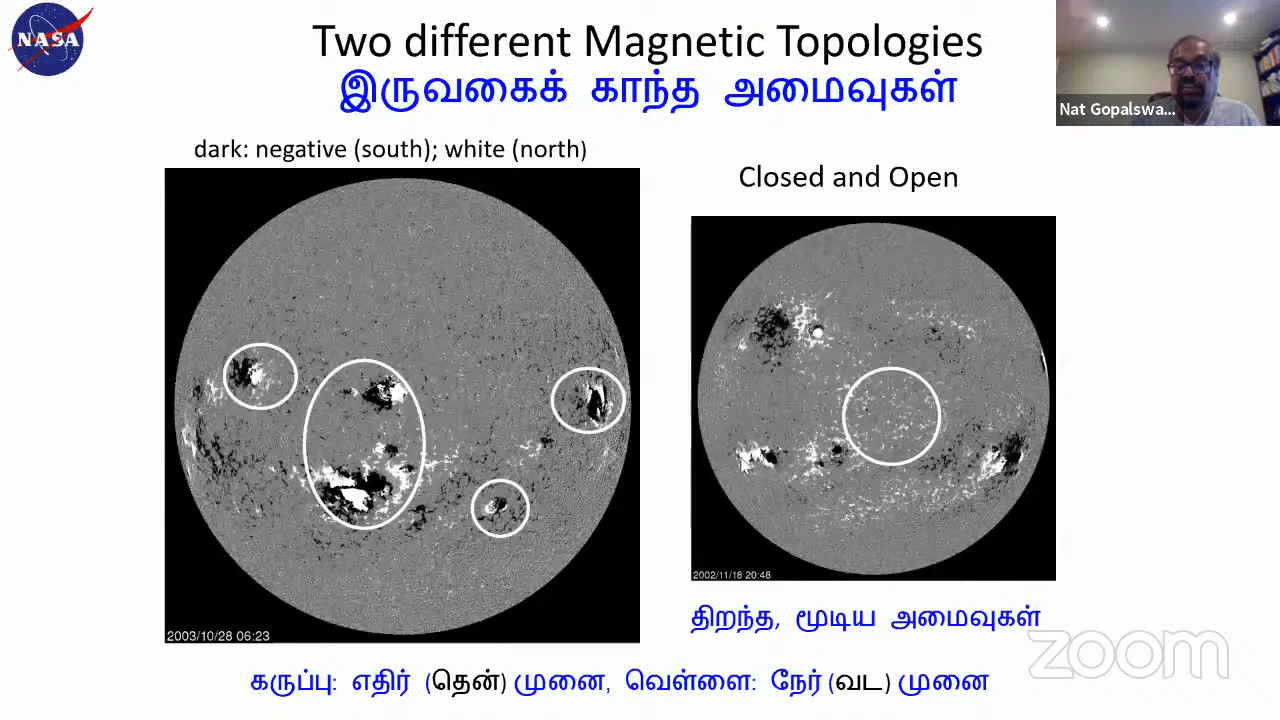 NASA
Two different Magnetic Topologies
இருவகைக் காந்த அமைவுகள்
Nat Gopalswa...
dark: negative (south); white (north)
Closed and Open
2002/11/18 20:48
2003/10/28 06:23
திறந்த, மூடிய அமைவுகள்
zoom
கருப்பு: எதிர் (தென்) முனை, வெள்ளை: நேர் (வட) முனை